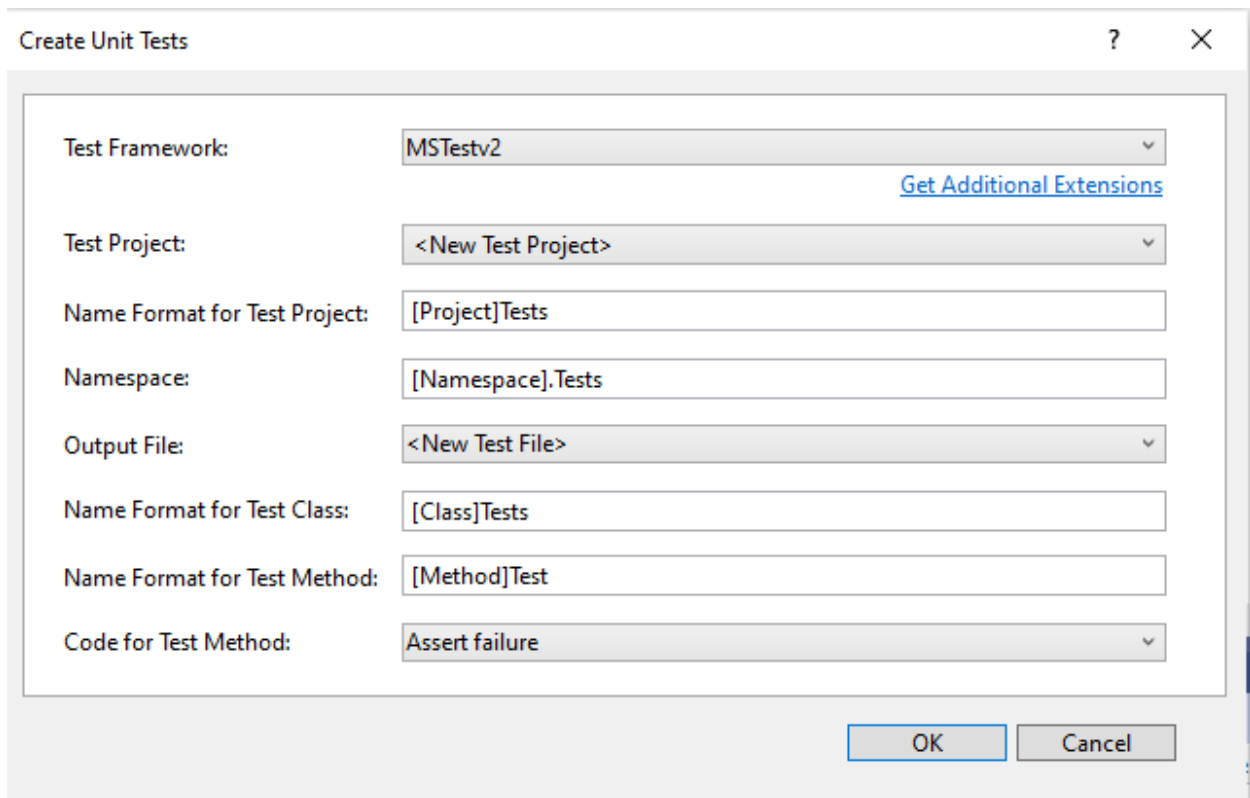 Create Unit Tests ?
Test Framework: MSTestv2
Get Additional Extensions
Test Project: <New Test Project>
Name Format for Test Project: [Project]Tests
Namespace: [Namespace].Tests
Output File: <New Test File>
Name Format for Test Class: [Class]Tests
Name Format for Test Method: [Method]Test
Code for Test Method: Assert failure
OK Cancel